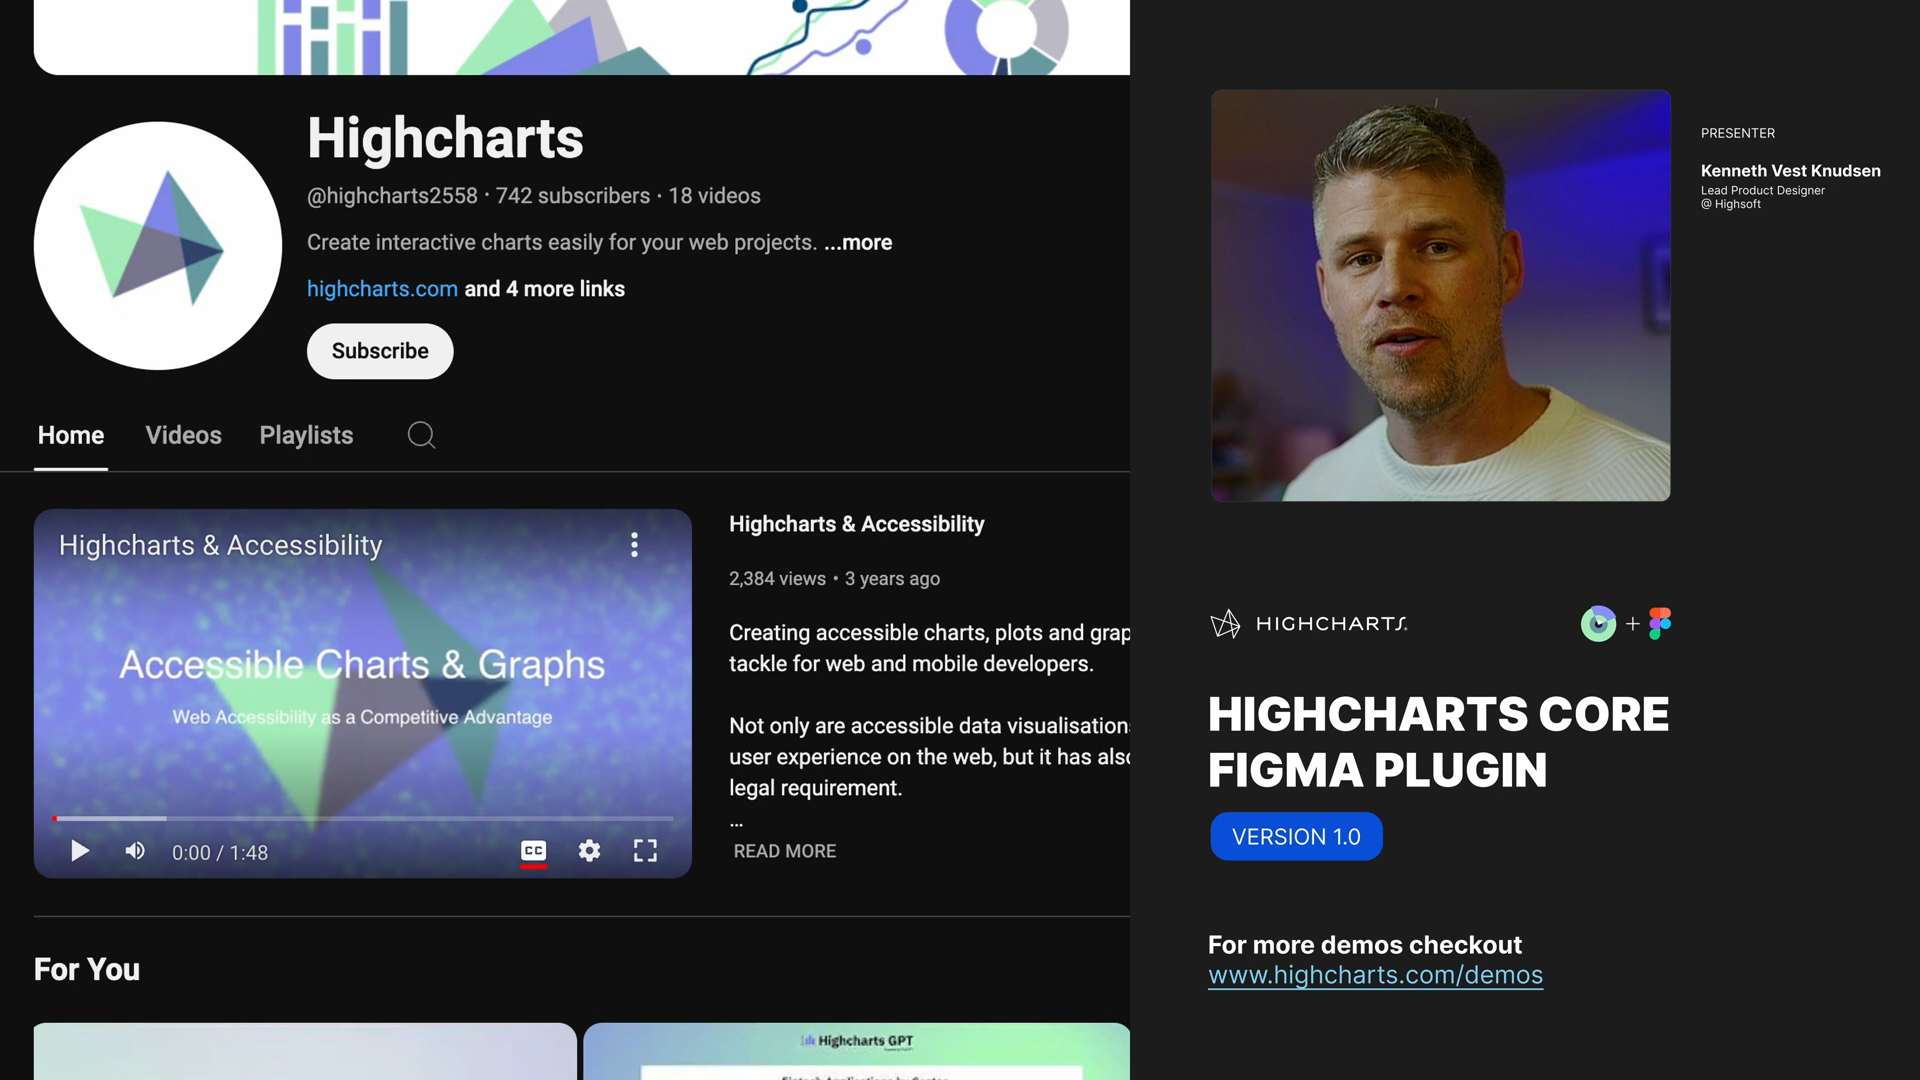 Highcharts
@highcharts2558 · 742 subscribers · 18 videos
Create interactive charts easily for your web projects. ...more
highcharts.com and 4 more links
Subscribe
Home Videos Playlists
Highcharts & Accessibility
Accessible Charts & Graphs
Web Accessibility as a Competitive Advantage
0:00 / 1:48
CC
Highcharts & Accessibility
2,384 views • 3 years ago
Creating accessible charts, plots and grap
tackle for web and mobile developers.
Not only are accessible data visualisation
user experience on the web, but it has also
legal requirement.
...
READ MORE
For You
Highcharts GPT
PRESENTER
Kenneth Vest Knudsen
Lead Product Designer
@ Highsoft
HIGHCHARTS
HIGHCHARTS CORE
FIGMA PLUGIN
VERSION 1.0
For more demos checkout
www.highcharts.com/demos